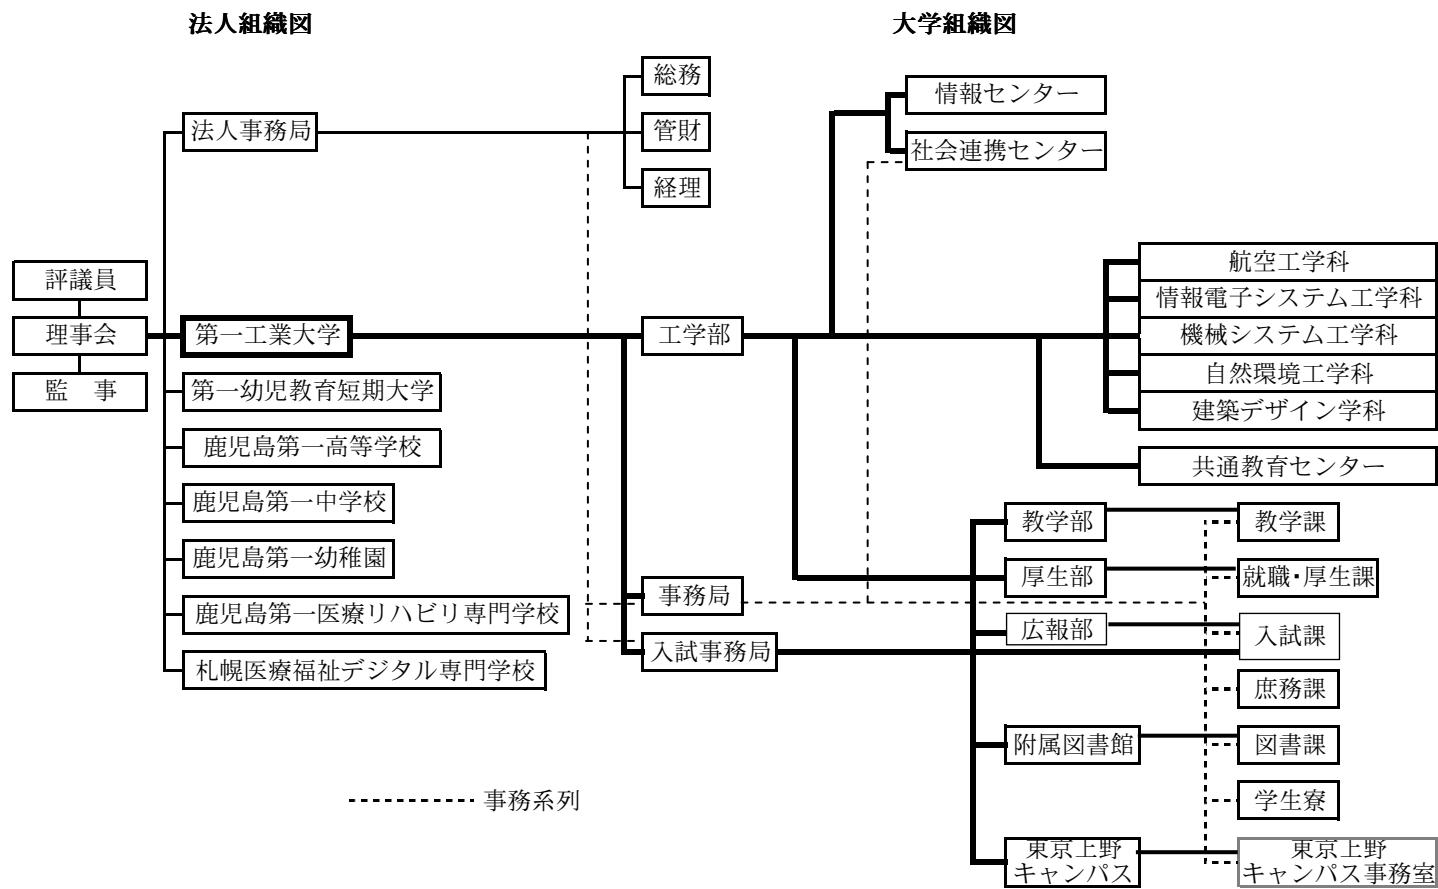 法人組織図
大学組織図
総務
管財
経理
法人事務局
評議員
理事会
監　事
第一工業大学
第一幼児教育短期大学
鹿児島第一高等学校
鹿児島第一中学校
鹿児島第一幼稚園
鹿児島第一医療リハビリ専門学校
札幌医療福祉デジタル専門学校
工学部
事務局
入試事務局
情報センター
社会連携センター
航空工学科
情報電子システム工学科
機械システム工学科
自然環境工学科
建築デザイン学科
共通教育センター
教学部
厚生部
広報部
附属図書館
東京上野
キャンパス
教学課
就職・厚生課
入試課
庶務課
図書課
学生寮
東京上野
キャンパス事務室
事務系列